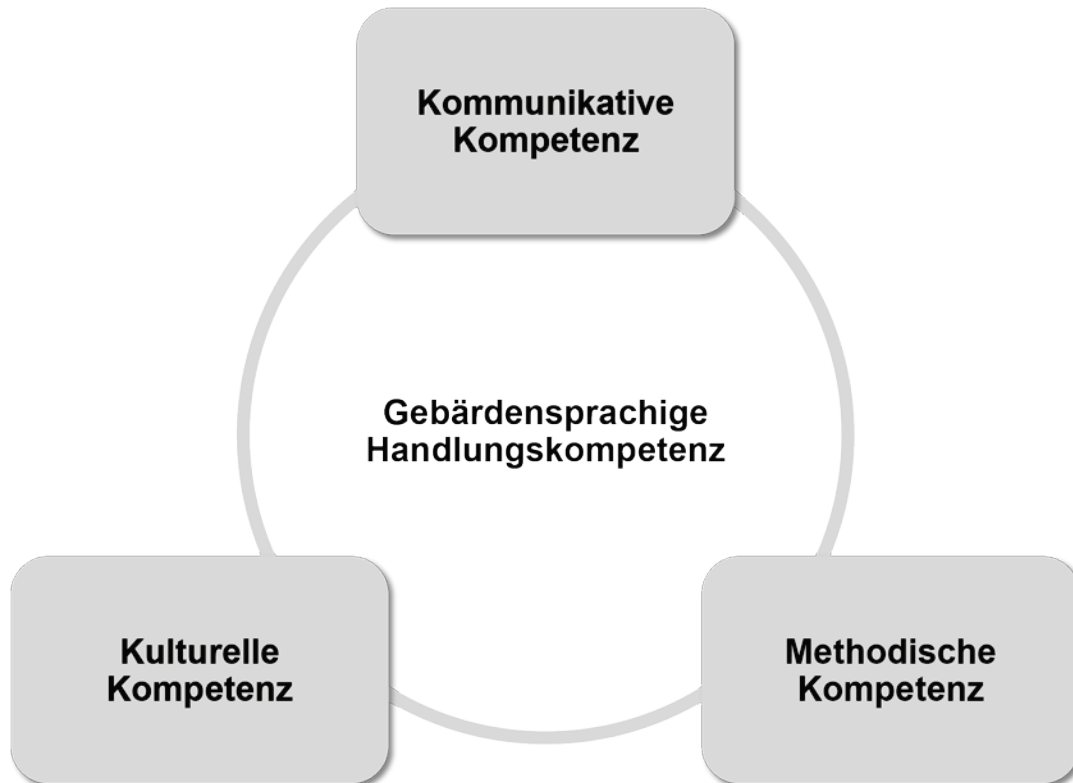 Kommunikative
Kompetenz
Gebärdensprachige
Handlungskompetenz
Kulturelle
Kompetenz
Methodische
Kompetenz